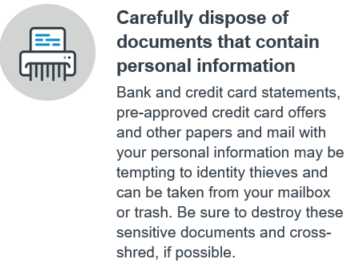 Carefully dispose of
documents that contain
personal information
Bank and credit card statements,
pre-approved credit card offers
and other papers and mail with
your personal information may be
tempting to identity thieves and
can be taken from your mailbox
or trash. Be sure to destroy these
sensitive documents and cross-
shred, if possible.